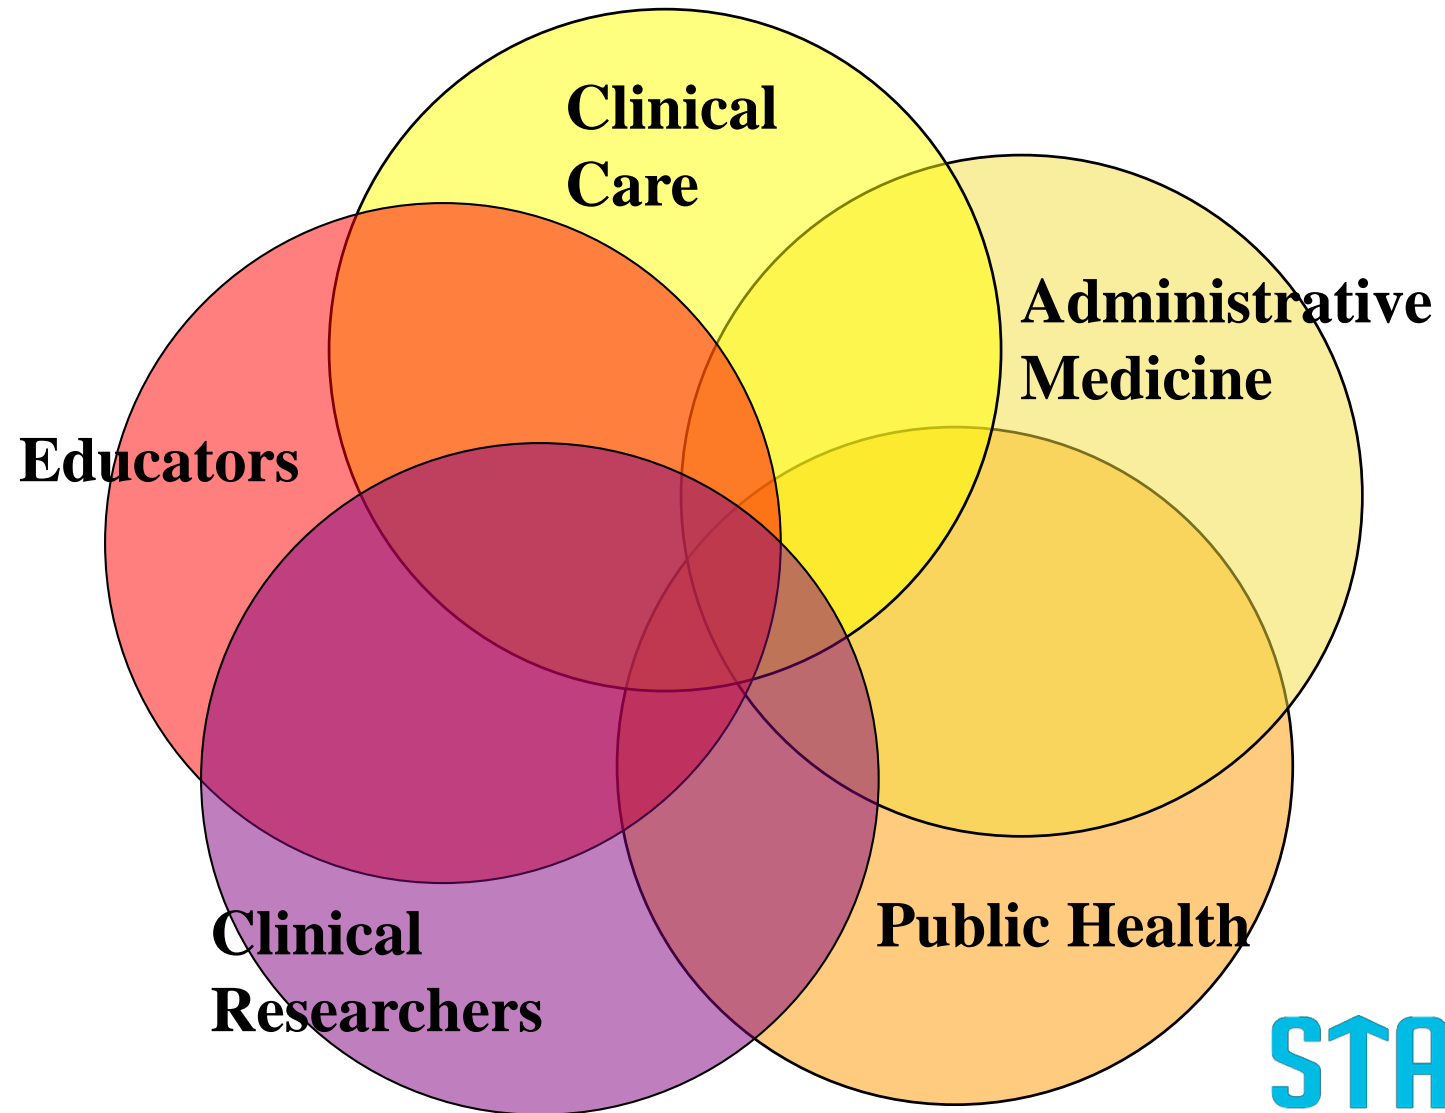 Clinical
Care
Administrative
Medicine
Educators
Public Health
Clinical
Researchers
STA